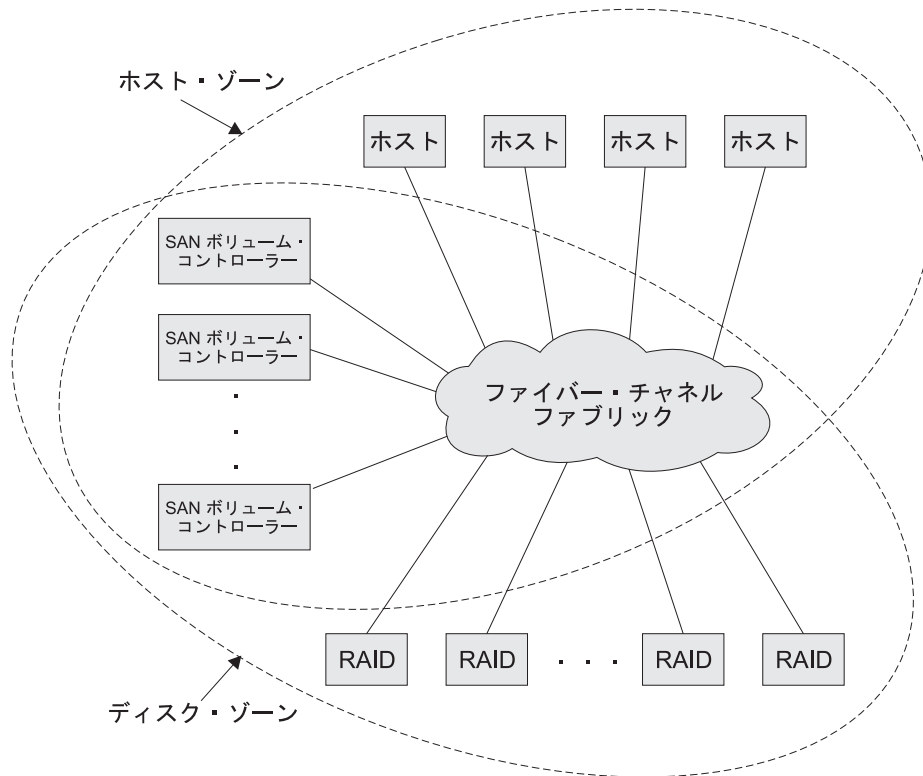 ホスト・ゾーン
ホスト
ホスト
ホスト
ホスト
SAN ボリューム・
コントローラー
SAN ボリューム・
コントローラー
SAN ボリューム・
コントローラー
ファイバー・チャネル
ファブリック
RAID
RAID
RAID
RAID
ディスク・ゾーン